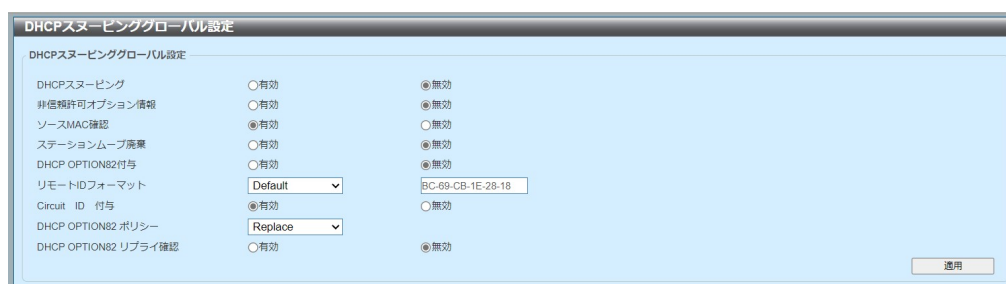 DHCPスヌーピンググローバル設定
DHCPスヌーピンググローバル設定
DHCPスヌーピング ○有効 ◉無効
非信頼許可オプション情報 ○有効 ◉無効
ソースMAC確認 ◉有効 ○無効
ステーションムーブ廃棄 ○有効 ◉無効
DHCP OPTION82付与 ○有効 ◉無効
リモートIDフォーマット Default BC-69-CB-1E-28-18
Circuit ID 付与 ◉有効 ○無効
DHCP OPTION82 ポリシー Replace
DHCP OPTION82 リプライ確認 ○有効 ◉無効
適用